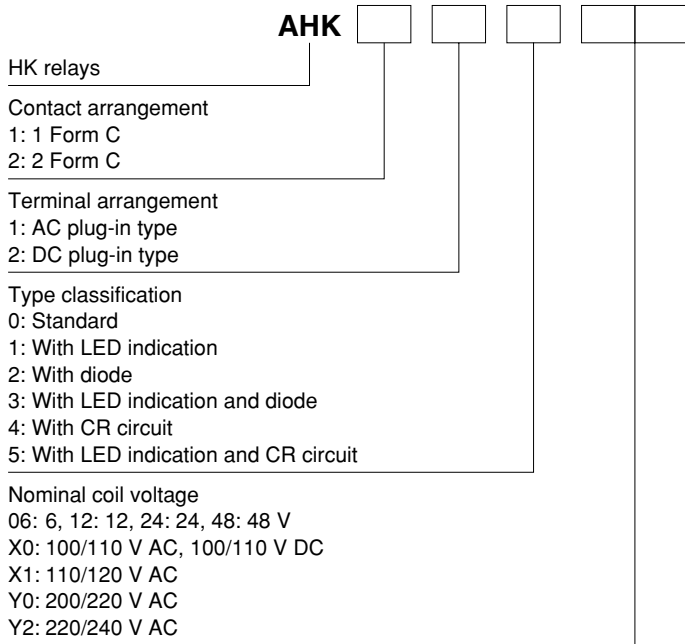 AHK
HK relays
Contact arrangement
1: 1 Form C
2: 2 Form C
Terminal arrangement
1: AC plug-in type
2: DC plug-in type
Type classification
0: Standard
1: With LED indication
2: With diode
3: With LED indication and diode
4: With CR circuit
5: With LED indication and CR circuit
Nominal coil voltage
06: 6, 12: 12, 24: 24, 48: 48 V
X0: 100/110 V AC, 100/110 V DC
X1: 110/120 V AC
Y0: 200/220 V AC
Y2: 220/240 V AC